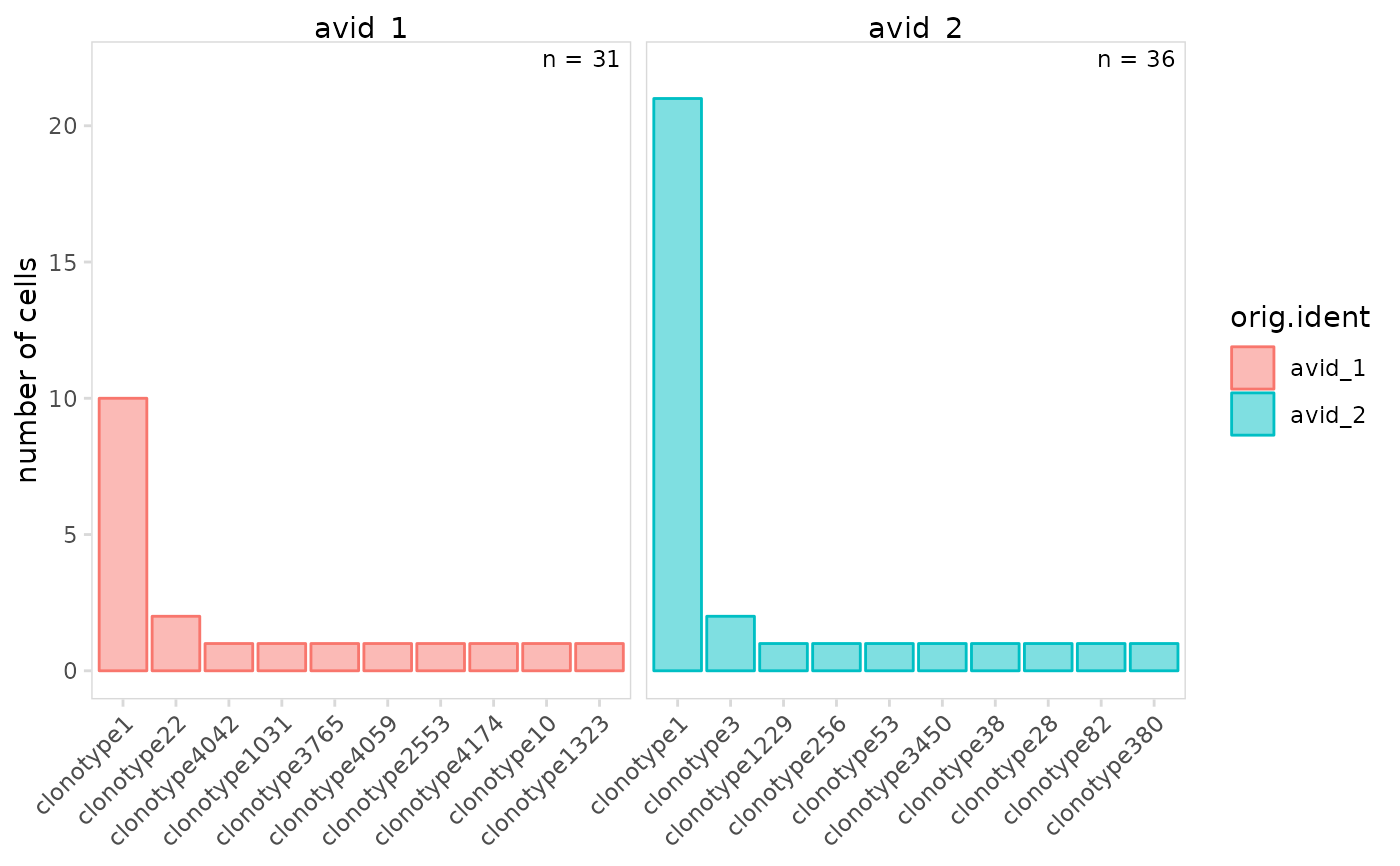 avid_1
avid_2
n = 31
n = 36
number of cells
20
15
10
5
0
clonotype1
clonotype22
clonotype4042
clonotype1031
clonotype3765
clonotype4059
clonotype2553
clonotype4174
clonotype10
clonotype1323
clonotype1
clonotype3
clonotype1229
clonotype256
clonotype53
clonotype3450
clonotype38
clonotype28
clonotype82
clonotype380
orig.ident
avid_1
avid_2